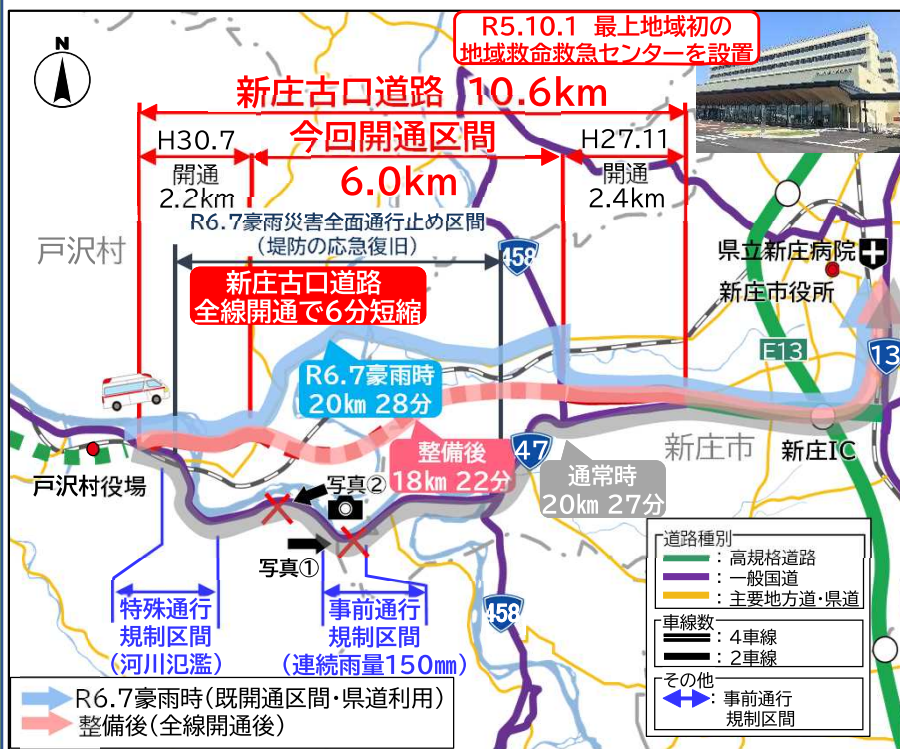 R5.10.1 最上地域初の
地域救命救急センターを設置
N
新庄古口道路 10.6km
H30.7
開通
2.2km
今回開通区間
6.0km
H27.11
開通
2.4km
R6.7豪雨災害全面通行止め区間
(堤防の応急復旧)
戸沢村
458
新庄古口道路
全線開通で6分短縮
県立新庄病院
新庄市役所
E13
13
R6.7豪雨時
20㎞ 28分
整備後
18㎞ 22分
47
通常時
20㎞ 27分
新庄市
新庄IC
戸沢村役場
写真②
写真①
458
特殊通行
規制区間
(河川氾濫)
事前通行
規制区間
(連続雨量150㎜)
道路種別
：高規格道路
：一般国道
：主要地方道・県道
車線数
：4車線
：2車線
その他
：事前通行
規制区間
R6.7豪雨時(既開通区間・県道利用)
整備後(全線開通後)